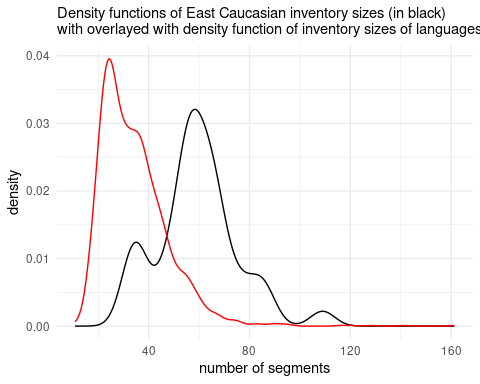 Density functions of East Caucasian inventory sizes (in black)
with overlayed with density function of inventory sizes of languages
0.04
0.03
0.02
0.01
0.00
density
40
80
120
160
number of segments